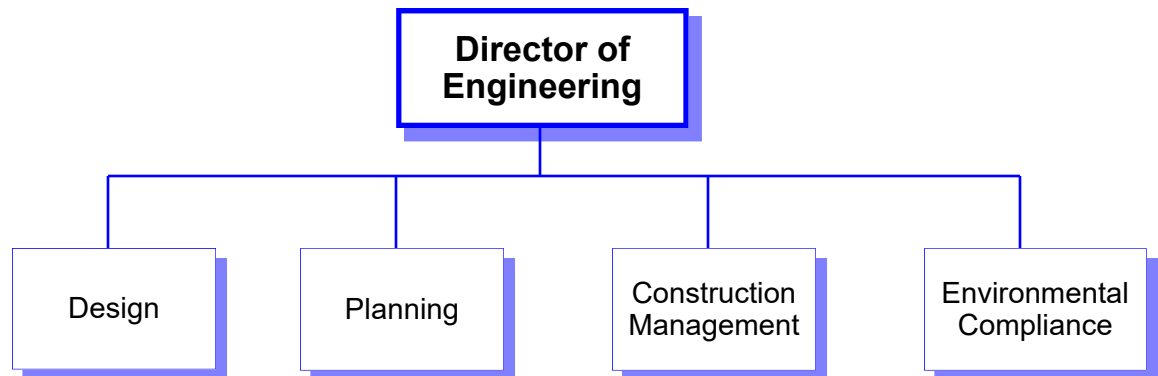 Director of
Engineering
Design
Planning
Construction
Management
Environmental
Compliance